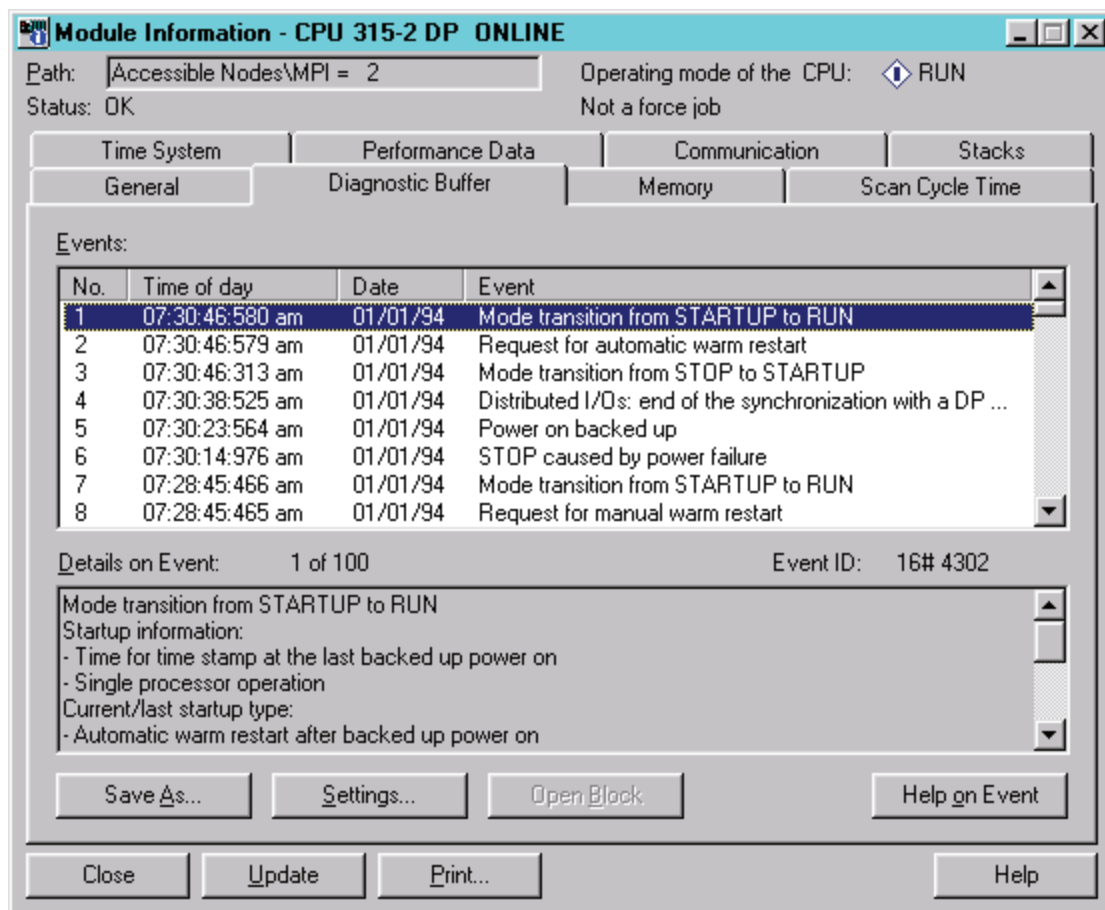 Module Information - CPU 315-2 DP ONLINE
Path: Accessible Nodes\MPI = 2 Operating mode of the CPU: RUN
Status: OK Not a force job
Time System Performance Data Communication Stacks
General Diagnostic Buffer Memory Scan Cycle Time
Events:
No. Time of day Date Event
1 07:30:46:580 am 01/01/94 Mode transition from STARTUP to RUN
2 07:30:46:579 am 01/01/94 Request for automatic warm restart
3 07:30:46:313 am 01/01/94 Mode transition from STOP to STARTUP
4 07:30:38:525 am 01/01/94 Distributed I/Os: end of the synchronization with a DP ...
5 07:30:23:564 am 01/01/94 Power on backed up
6 07:30:14:976 am 01/01/94 STOP caused by power failure
7 07:28:45:466 am 01/01/94 Mode transition from STARTUP to RUN
8 07:28:45:465 am 01/01/94 Request for manual warm restart
Details on Event: 1 of 100 Event ID: 16# 4302
Mode transition from STARTUP to RUN
Startup information:
- Time for time stamp at the last backed up power on
- Single processor operation
Current/last startup type:
- Automatic warm restart after backed up power on
Save As... Settings... Open Block Help on Event
Close Update Print... Help